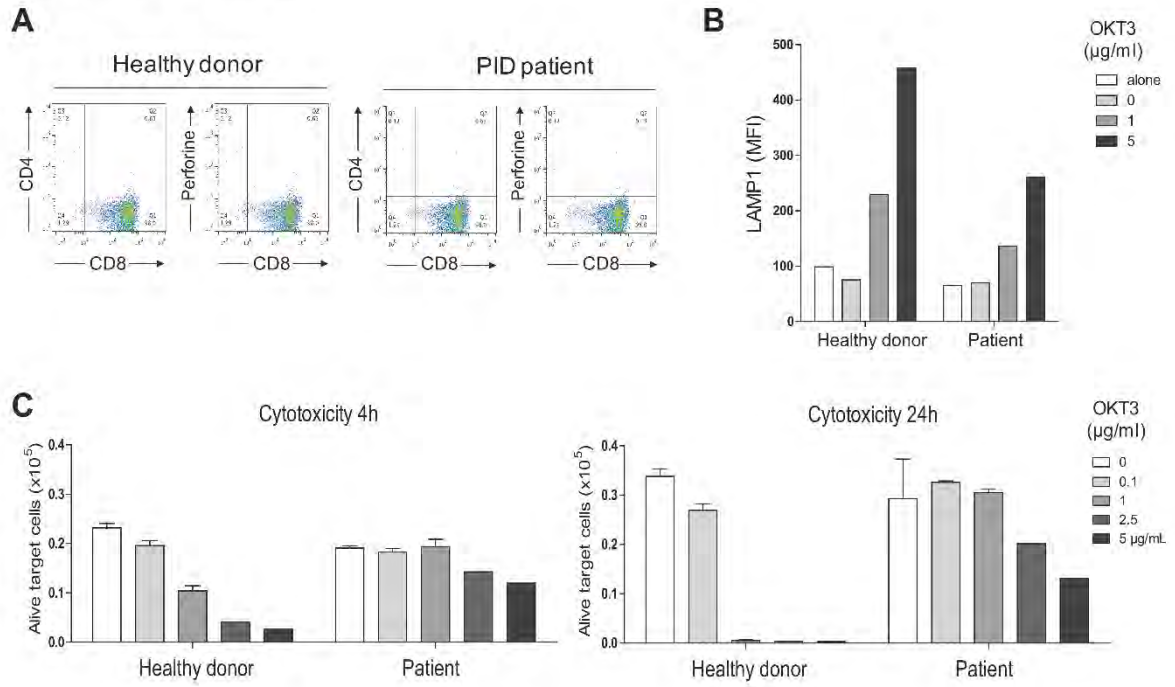 A
Healthy donor
PID patient
CD4
Perforine
CD4
Perforine
CD8
CD8
CD8
CD8
B
OKT3
(µg/ml)
alone
0
1
5
LAMP1 (MFI)
500
400
300
200
100
0
Healthy donor
Patient
C
Cytotoxicity 4h
Alive target cells (x10⁵)
0.4
0.3
0.2
0.1
0.0
Healthy donor
Patient
Cytotoxicity 24h
Alive target cells (x10⁵)
0.4
0.3
0.2
0.1
0.0
Healthy donor
Patient
OKT3
(µg/ml)
0
0.1
1
2.5
5 µg/mL